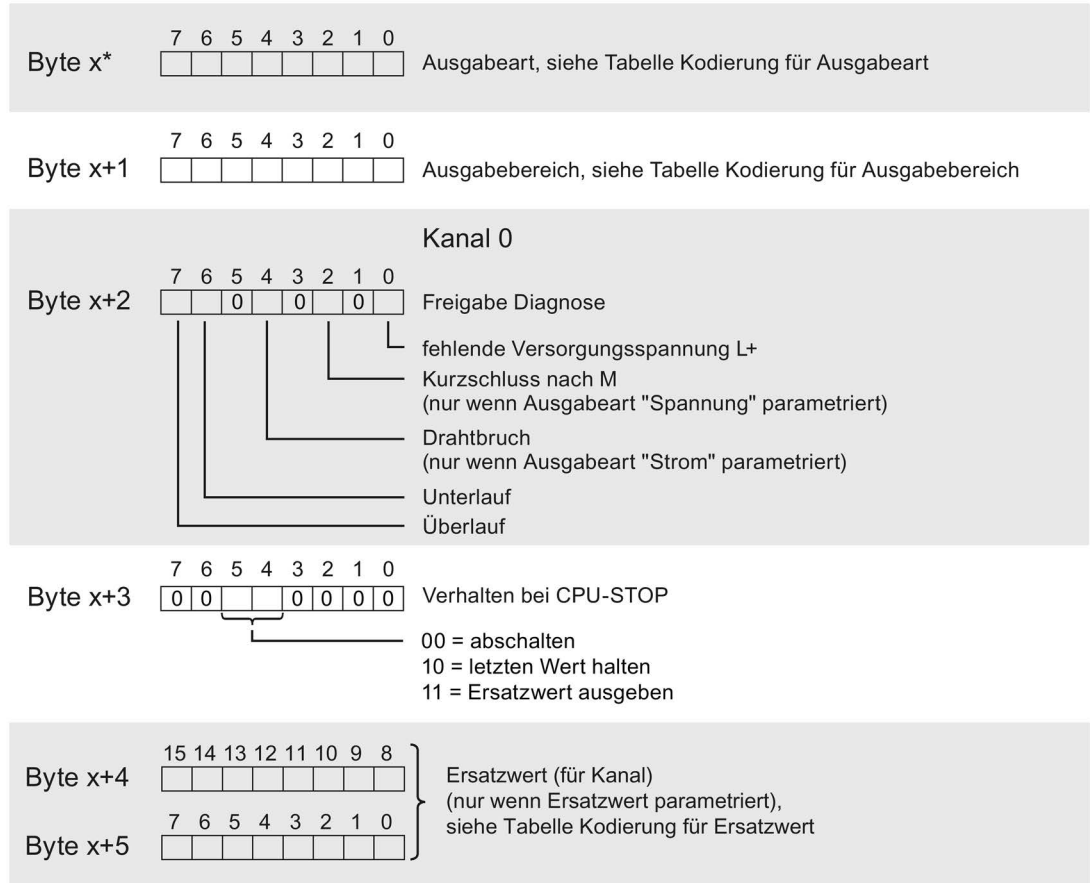 7 6 5 4 3 2 1 0
Byte x* Ausgabeart, siehe Tabelle Kodierung für Ausgabeart
7 6 5 4 3 2 1 0
Byte x+1 Ausgabebereich, siehe Tabelle Kodierung für Ausgabebereich
Kanal 0
7 6 5 4 3 2 1 0
Byte x+2 0 0 0 Freigabe Diagnose
fehlende Versorgungsspannung L+
Kurzschluss nach M
(nur wenn Ausgabeart "Spannung" parametriert)
Drahtbruch
(nur wenn Ausgabeart "Strom" parametriert)
Unterlauf
Überlauf
7 6 5 4 3 2 1 0
Byte x+3 0 0 0 0 0 0 Verhalten bei CPU-STOP
00 = abschalten
10 = letzten Wert halten
11 = Ersatzwert ausgeben
15 14 13 12 11 10 9 8
Byte x+4 Ersatzwert (für Kanal)
(nur wenn Ersatzwert parametriert),
7 6 5 4 3 2 1 0 siehe Tabelle Kodierung für Ersatzwert
Byte x+5